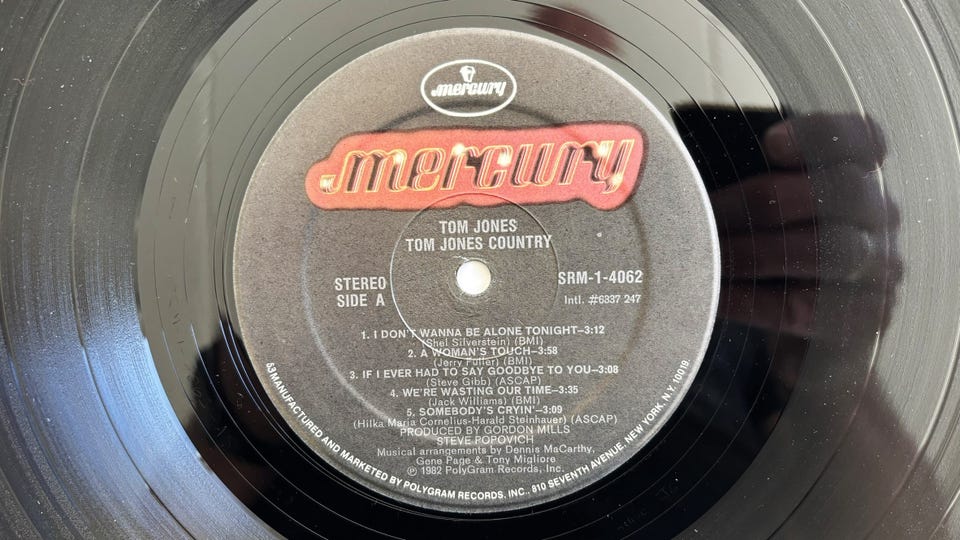 mercury
mercury
TOM JONES
TOM JONES COUNTRY
STEREO
SIDE A
SRM-1-4062
Intl. #6337 247
1. I DON'T WANNA BE ALONE TONIGHT—3:12
(Shel Silverstein) (BMI)
2. A WOMAN'S TOUCH—3:58
(Jerry Fuller) (BMI)
3. IF I EVER HAD TO SAY GOODBYE TO YOU—3:08
(Steve Gibb) (ASCAP)
4. WE'RE WASTING OUR TIME—3:35
(Jack Williams) (BMI)
5. SOMEBODY'S CRYIN'—3:09
(Hilka Maria Cornelius-Harald Steinhauer) (ASCAP)
PRODUCED BY GORDON MILLS
STEVE POPOVICH
Musical arrangements by Dennis MacCarthy,
Gene Page & Tony Migliore
℗ 1982 PolyGram Records, Inc.
53 MANUFACTURED AND MARKETED BY POLYGRAM RECORDS, INC., 810 SEVENTH AVENUE, NEW YORK, N.Y. 10019.